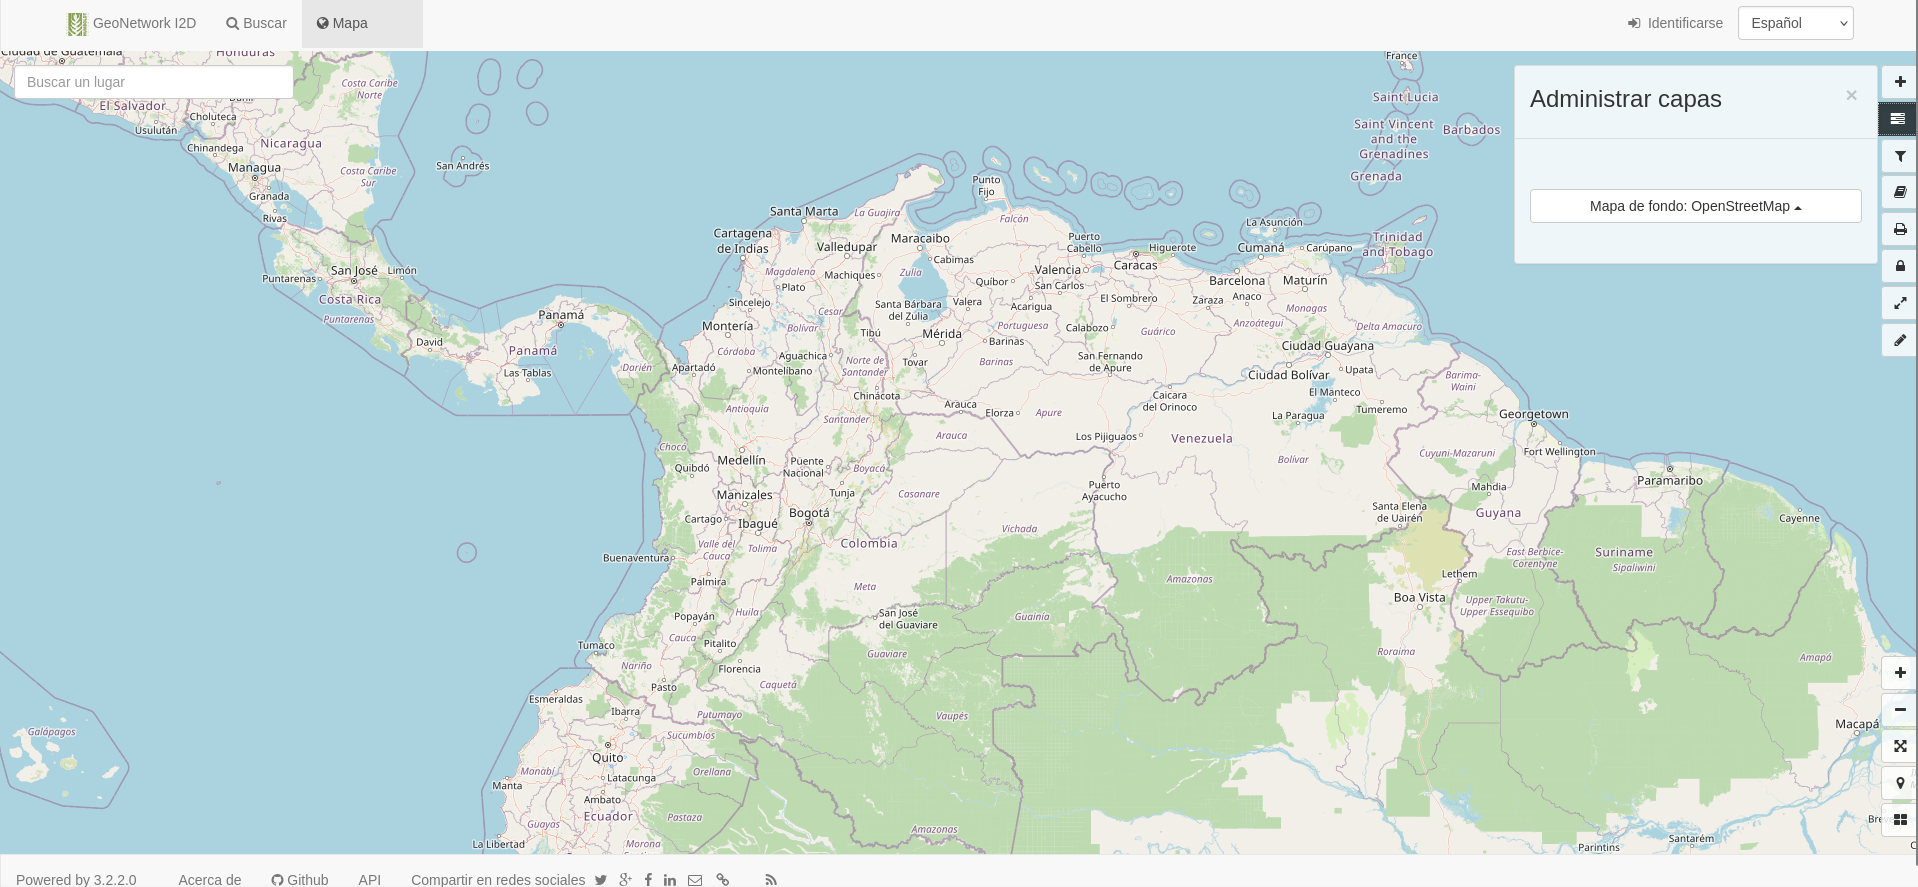 GeoNetwork I2D
Buscar
Mapa
Identificarse
Español
Buscar un lugar
Administrar capas
×
Mapa de fondo: OpenStreetMap
Ciudad de Guatemala
Honduras
El Salvador
Usulután
Choluteca
Chinandega
Nicaragua
Managua
Granada
Rivas
Costa Caribe
Norte
Costa Caribe
Sur
San Andrés
Puntarenas
San José
Limón
Costa Rica
Puntarenas
David
Panamá
Panamá
Las Tablas
Darién
France
Saint Lucia
Saint Vincent
and the
Grenadines
Barbados
Grenada
Trinidad
and Tobago
Punto
Fijo
Santa Marta
La Guajira
Falcón
Cartagena
de Indias
Valledupar
Maracaibo
Cabimas
Puerto
Cabello
Higuerote
La Asunción
Cumaná
Carúpano
Magdalena
Machiques
Zulia
Plato
Quíbor
Valencia
San Carlos
Caracas
Barcelona
Maturín
Sincelejo
Cesar
Santa Bárbara
del Zulia
Valera
Acarigua
El Sombrero
Zaraza
Anaco
Monagas
Montería
Bolívar
Tibú
Mérida
Portuguesa
Calabozo
Guárico
Anzoátegui
Delta Amacuro
Barinas
Córdoba
Aguachica
Norte de
Santander
Tovar
Barinas
San Fernando
de Apure
Ciudad Guayana
Apartadó
Montelíbano
Ciudad Bolívar
Upata
Barima-
Waini
Chinácota
Caicara
del Orinoco
El Manteco
Antioquia
Santander
Arauca
Elorza
Apure
La Paragua
Tumeremo
Georgetown
Chocó
Arauca
Los Pijiguaos
Venezuela
Medellín
Puente
Nacional
Boyacá
Bolívar
Cuyuni-Mazaruni
Fort Wellington
Quibdó
Manizales
Tunja
Casanare
Puerto
Ayacucho
Mahdia
Paramaribo
Cartago
Ibagué
Bogotá
Vichada
Santa Elena
de Uairén
Guyana
Cayenne
Buenaventura
Valle del
Cauca
Tolima
Colombia
East Berbice-
Corentyne
Suriname
Sipaliwini
Palmira
Meta
Amazonas
Lethem
Boa Vista
Upper Takutu-
Upper Essequibo
Popayán
Huila
San José
del Guaviare
Guainía
Cauca
Pitalito
Tumaco
Nariño
Florencia
Guaviare
Roraima
Amapá
Pasto
Caquetá
Esmeraldas
Ibarra
Putumayo
Vaupés
Sucumbíos
Galápagos
Quito
Macapá
Manabí
Orellana
Manta
Latacunga
Ambato
Ecuador
Guayas
Pastaza
Amazonas
La Libertad
Morona
Parintins
Santarém
Powered by 3.2.2.0
Acerca de
Github
API
Compartir en redes sociales